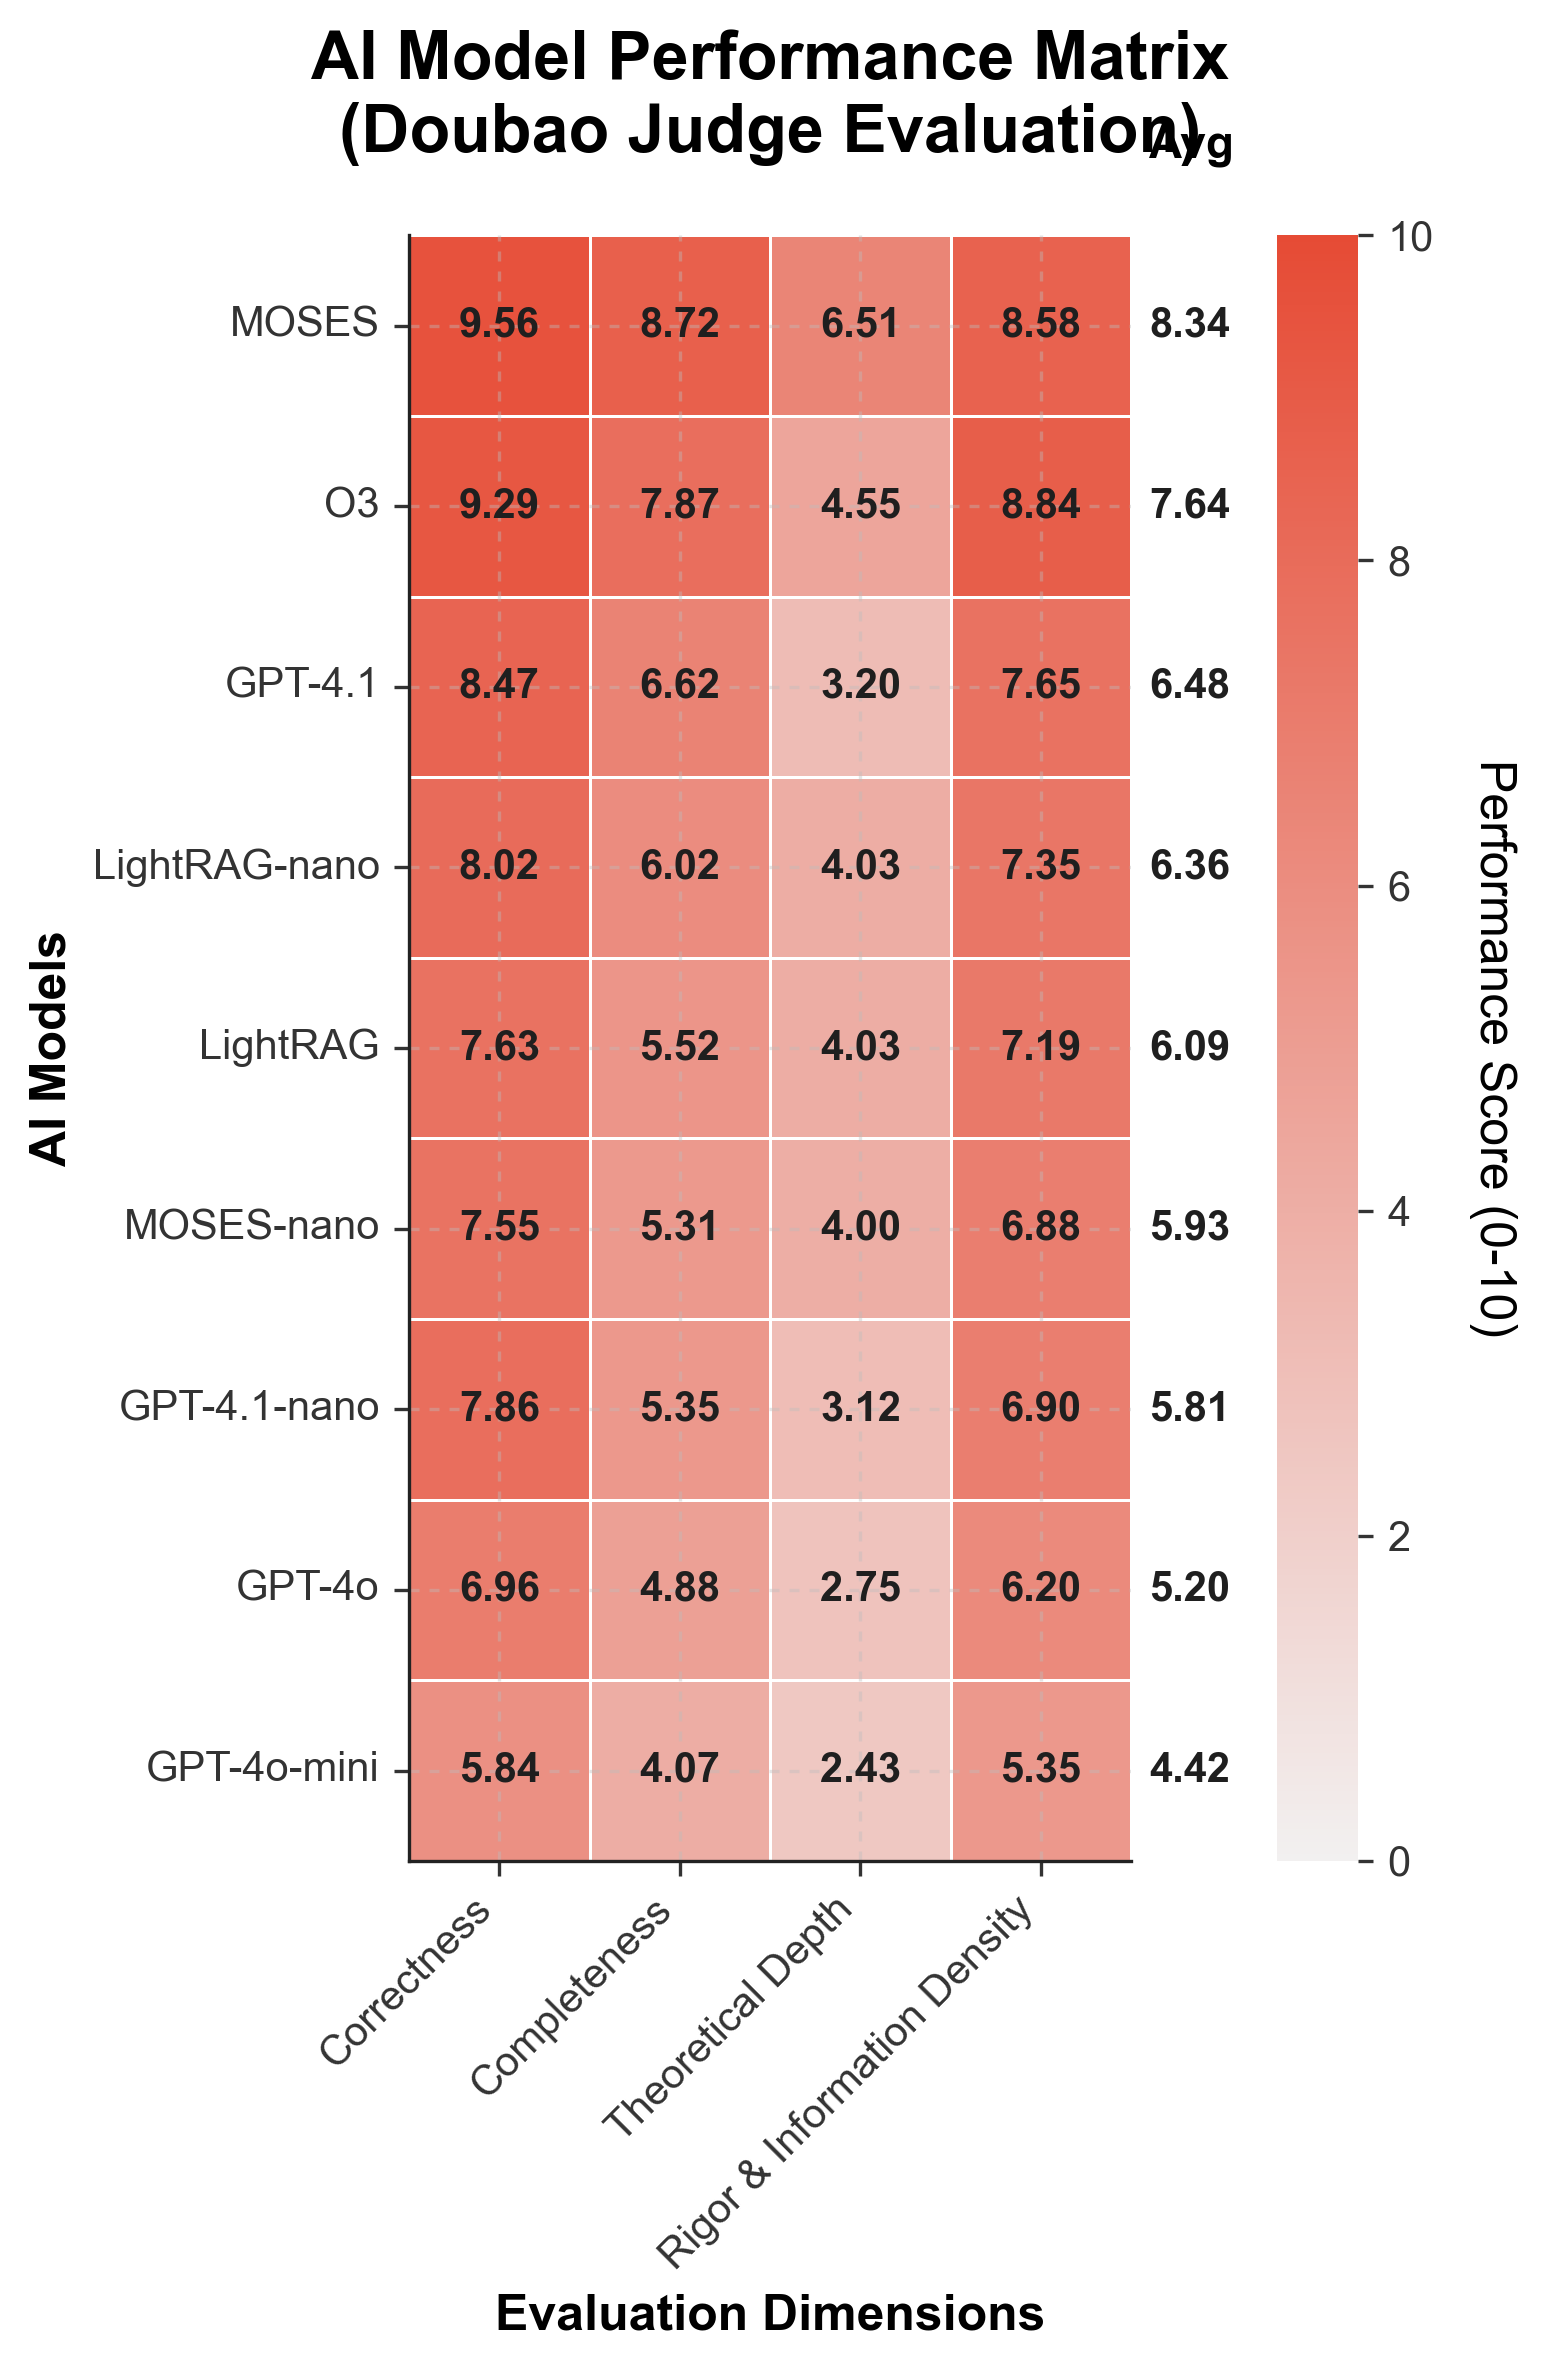 AI Model Performance Matrix
(Doubao Judge Evaluation)
Avg
MOSES 9.56 8.72 6.51 8.58 8.34
O3 9.29 7.87 4.55 8.84 7.64
GPT-4.1 8.47 6.62 3.20 7.65 6.48
LightRAG-nano 8.02 6.02 4.03 7.35 6.36
LightRAG 7.63 5.52 4.03 7.19 6.09
MOSES-nano 7.55 5.31 4.00 6.88 5.93
GPT-4.1-nano 7.86 5.35 3.12 6.90 5.81
GPT-4o 6.96 4.88 2.75 6.20 5.20
GPT-4o-mini 5.84 4.07 2.43 5.35 4.42
AI Models
Correctness
Completeness
Theoretical Depth
Rigor & Information Density
Evaluation Dimensions
10
8
6
4
2
0
Performance Score (0-10)